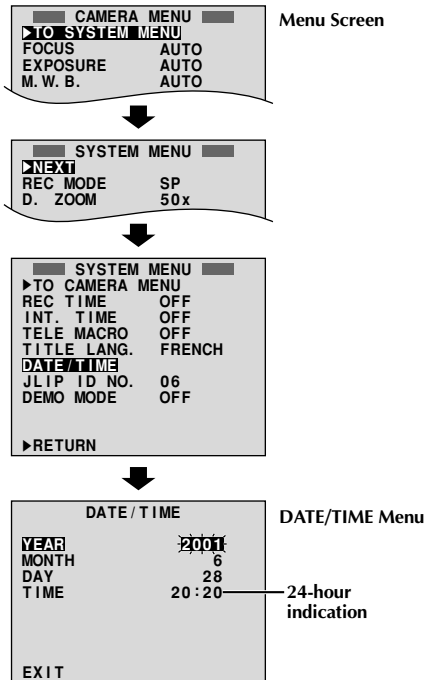 CAMERA MENU
Menu Screen
▶TO SYSTEM MENU
FOCUS AUTO
EXPOSURE AUTO
M. W. B. AUTO
SYSTEM MENU
▶NEXT
REC MODE SP
D. ZOOM 50x
SYSTEM MENU
▶TO CAMERA MENU
REC TIME OFF
INT. TIME OFF
TELE MACRO OFF
TITLE LANG. FRENCH
DATE/TIME
JLIP ID NO. 06
DEMO MODE OFF
▶RETURN
DATE/TIME
DATE/TIME Menu
YEAR 2001
MONTH 6
DAY 28
TIME 20:20
24-hour
indication
EXIT